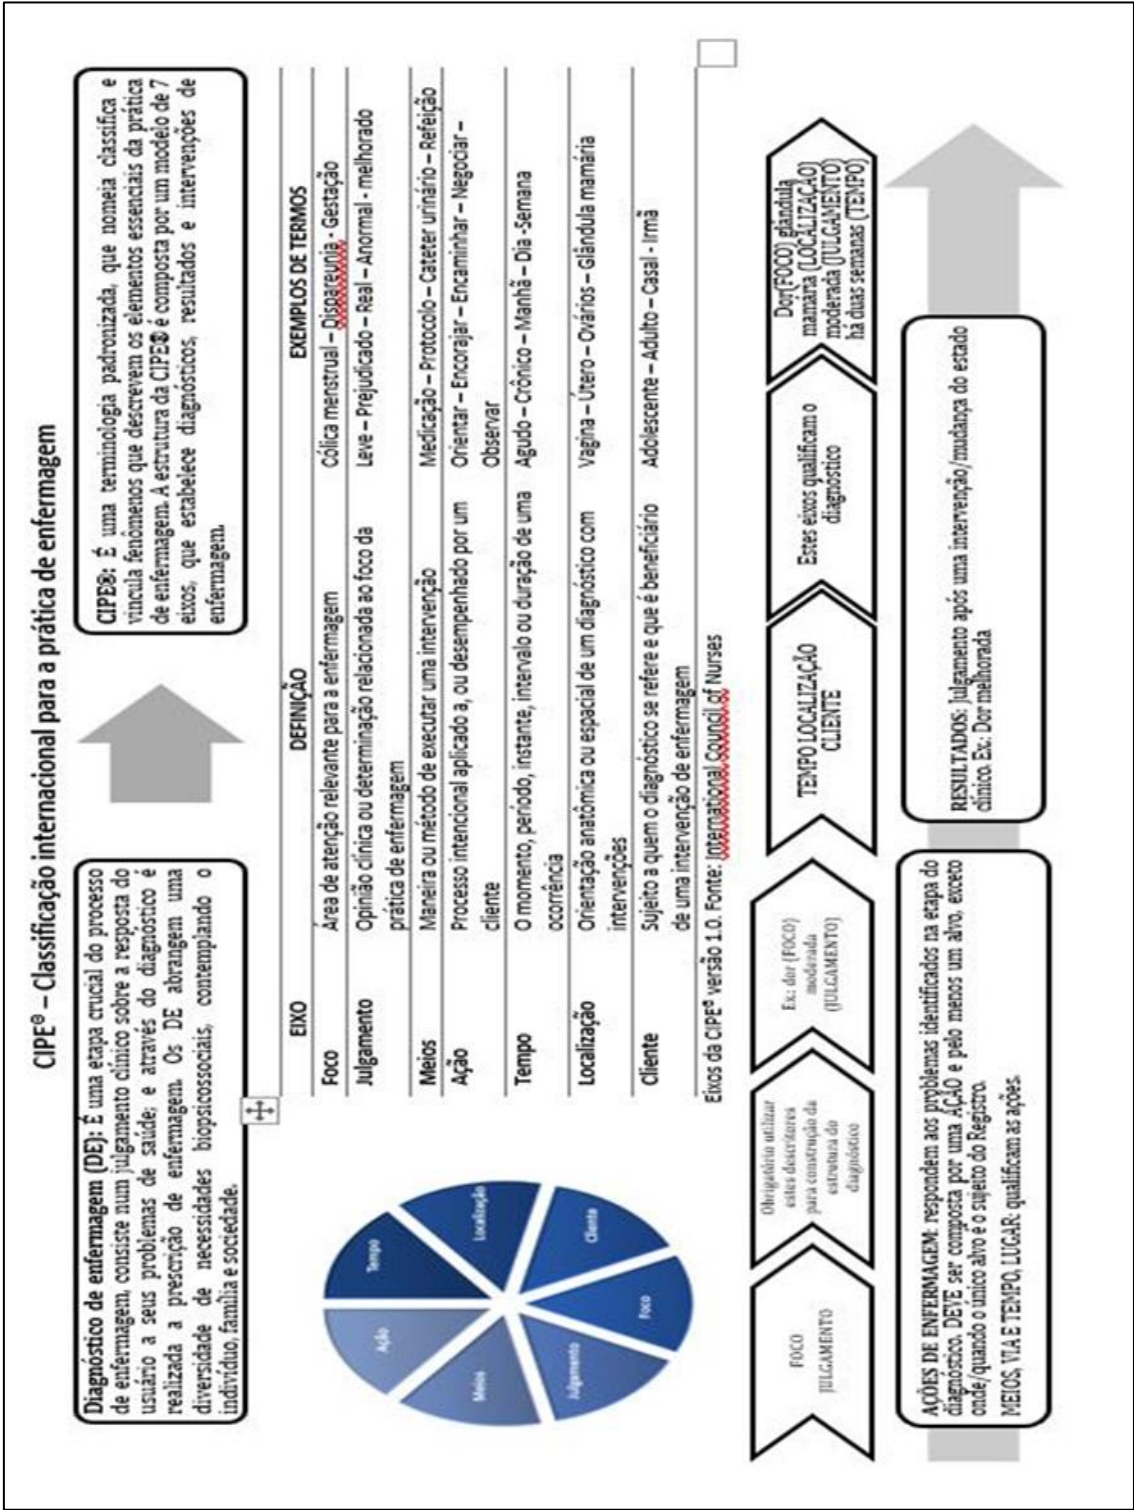 CIPE® – Classificação internacional para a prática de enfermagem
Diagnóstico de enfermagem (DE): É uma etapa crucial do processo
de enfermagem, consiste num julgamento clínico sobre a resposta do
usuário a seus problemas de saúde; e através do diagnóstico é
realizada a prescrição de enfermagem. Os DE abrangem uma
diversidade de necessidades biopsicossociais, contemplando o
indivíduo, família e sociedade.
CIPE®: É uma terminologia padronizada, que nomeia classifica e
vincula fenômenos que descrevem os elementos essenciais da prática
de enfermagem. A estrutura da CIPE® é composta por um modelo de 7
eixos, que estabelece diagnósticos, resultados e intervenções de
enfermagem.
Tempo
Localização
Cliente
Foco
Julgamento
Meios
Ação
EIXO DEFINIÇÃO EXEMPLOS DE TERMOS
Foco Área de atenção relevante para a enfermagem Cólica menstrual – Dispareunia - Gestação
Julgamento Opinião clínica ou determinação relacionada ao foco da Leve – Prejudicado – Real – Anormal - melhorado
prática de enfermagem
Meios Maneira ou método de executar uma intervenção Medicação – Protocolo – Cateter urinário – Refeição
Ação Processo intencional aplicado a, ou desempenhado por um Orientar – Encorajar – Encaminhar – Negociar –
cliente Observar
Tempo O momento, período, instante, intervalo ou duração de uma Agudo – Crônico – Manhã – Dia -Semana
ocorrência
Localização Orientação anatômica ou espacial de um diagnóstico com Vagina – Útero – Ovários – Glândula mamária
intervenções
Cliente Sujeito a quem o diagnóstico se refere e que é beneficiário Adolescente – Adulto – Casal - Irmã
de uma intervenção de enfermagem
Eixos da CIPE® versão 1.0. Fonte: International Council of Nurses
FOCO
JULGAMENTO
Obrigatório utilizar
estes descritores
para construção da
estrutura do
diagnóstico
Ex.: dor (FOCO)
moderada
(JULGAMENTO)
TEMPO LOCALIZAÇÃO
CLIENTE
Estes eixos qualificam o
diagnóstico
Dor(FOCO) glândula
mamária (LOCALIZAÇÃO)
moderada (JULGAMENTO)
há duas semanas (TEMPO)
AÇÕES DE ENFERMAGEM: respondem aos problemas identificados na etapa do
diagnóstico. DEVE ser composta por uma AÇÃO e pelo menos um alvo, exceto
onde/quando o único alvo é o sujeito do Registro.
MEIOS, VIA E TEMPO, LUGAR: qualificam as ações.
RESULTADOS: Julgamento após uma intervenção/mudança do estado
clínico. Ex.: Dor melhorada